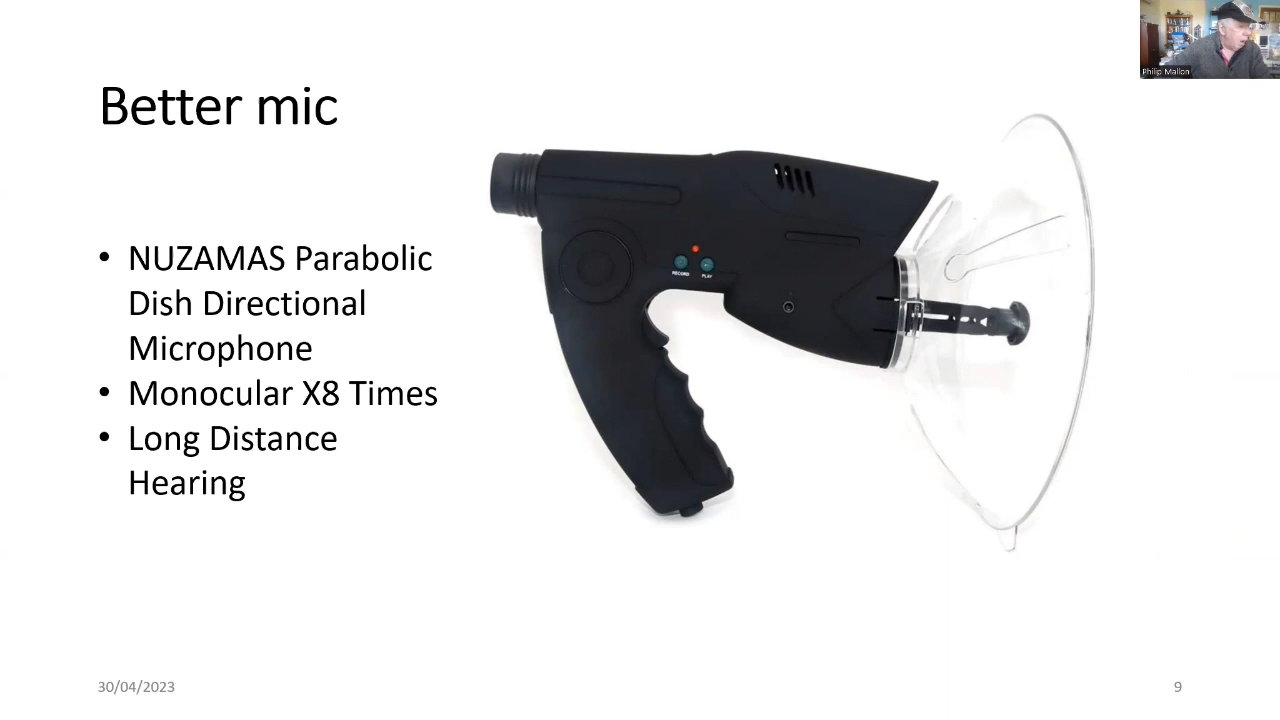 Philip Mallon
Better mic
• NUZAMAS Parabolic
Dish Directional
Microphone
• Monocular X8 Times
• Long Distance
Hearing
RECORD
PLAY
30/04/2023
9